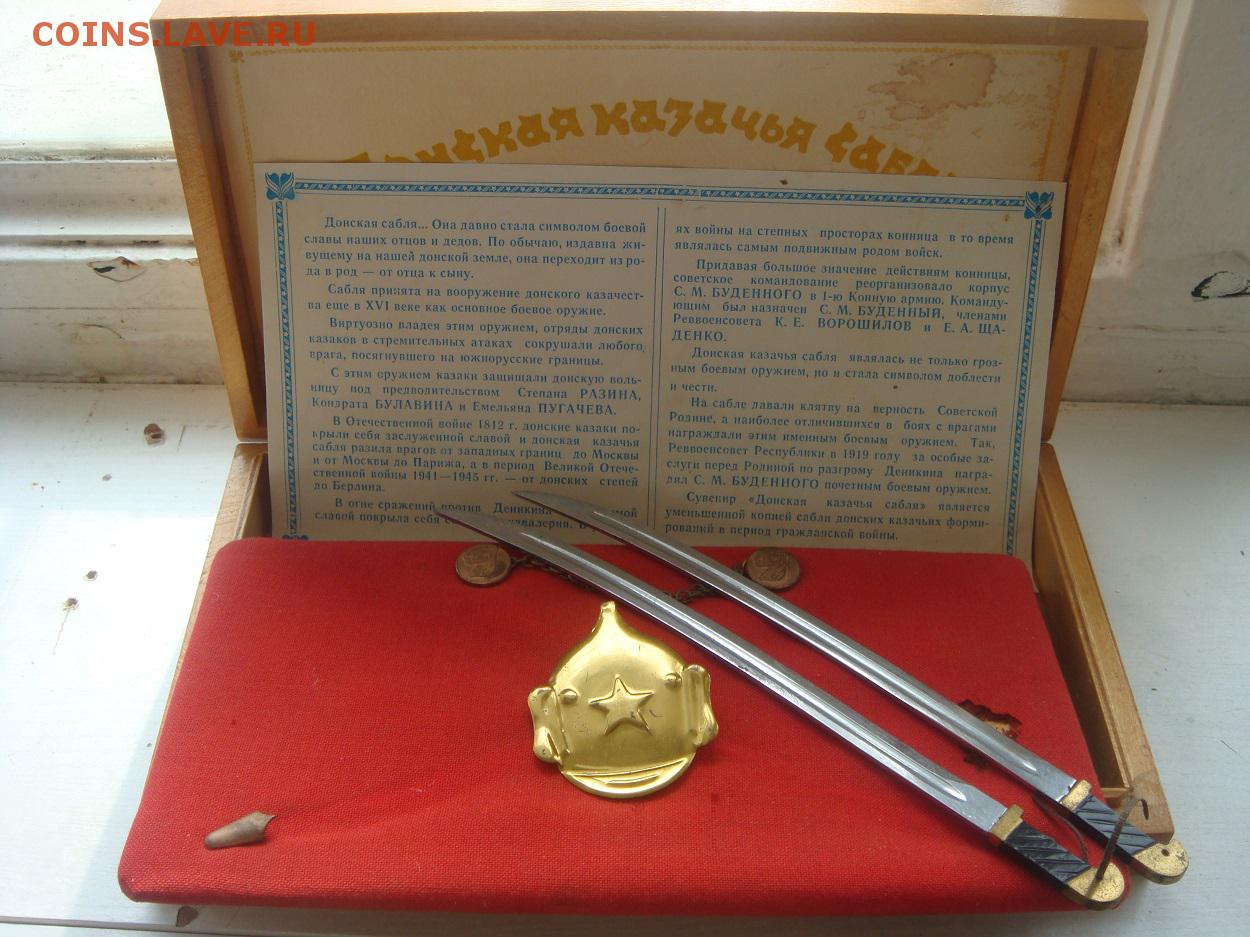 COINS.LAVE.RU
Донская казачья сабля
Донская сабля... Она давно стала символом боевой
славы наших отцов и дедов. По обычаю, издавна жи-
вущему на нашей донской земле, она переходит из ро-
да в род — от отца к сыну.
Сабля принята на вооружение донского казачест-
ва еще в XVI веке как основное боевое оружие.
Виртуозно владея этим оружием, отряды донских
казаков в стремительных атаках сокрушали любого,
врага, посягнувшего на южнорусские границы.
С этим оружием казаки защищали донскую воль-
ницу под предводительством Степана РАЗИНА,
Кондрата БУЛАВИНА и Емельяна ПУГАЧЕВА.
В Отечественной войне 1812 г. донские казаки по-
крыли себя заслуженной славой и донская казачья
сабля разила врагов от западных границ до Москвы
и от Москвы до Парижа, а в период Великой Отече-
ственной войны 1941—1945 гг. — от донских степей
до Берлина.
В огне сражений против Деникина
славой покрыла себя кавалерия. В
ях войны на степных просторах конница в то время
являлась самым подвижным родом войск.
Придавая большое значение действиям конницы,
советское командование реорганизовало корпус
С. М. БУДЕННОГО в 1-ю Конную армию. Команду-
ющим был назначен С. М. БУДЕННЫЙ, членами
Реввоенсовета К. Е. ВОРОШИЛОВ и Е. А. ЩА-
ДЕНКО.
Донская казачья сабля являлась не только гроз-
ным боевым оружием, но и стала символом доблести
и чести.
На сабле давали клятву на верность Советской
Родине, а наиболее отличившихся в боях с врагами
награждали этим именным боевым оружием. Так,
Реввоенсовет Республики в 1919 году за особые за-
слуги перед Родиной по разгрому Деникина награ-
дил С. М. БУДЕННОГО почетным боевым оружием.
Сувенир «Донская казачья сабля» является
уменьшенной копией сабли донских казачьих форми-
рований в период гражданской войны.